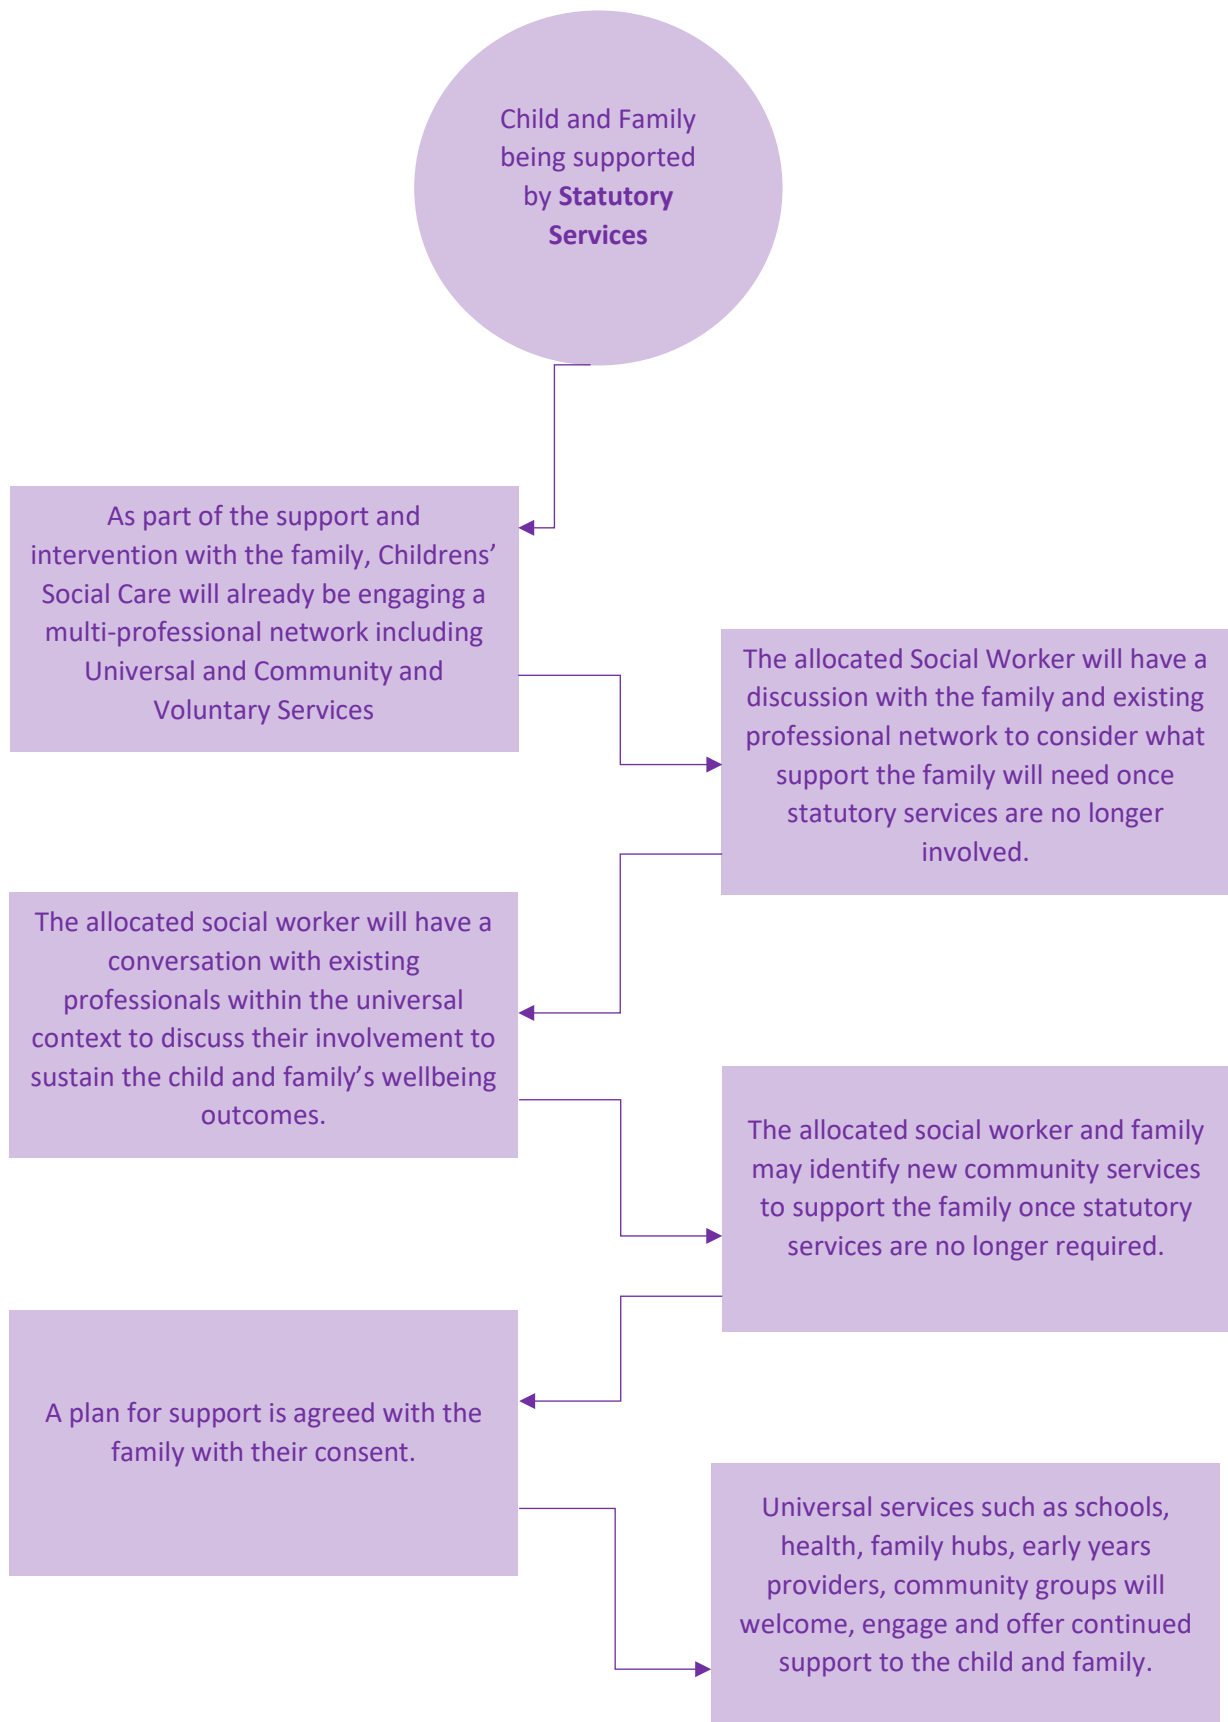 Child and Family
being supported
by Statutory
Services
As part of the support and
intervention with the family, Childrens’
Social Care will already be engaging a
multi-professional network including
Universal and Community and
Voluntary Services
The allocated Social Worker will have a
discussion with the family and existing
professional network to consider what
support the family will need once
statutory services are no longer
involved.
The allocated social worker will have a
conversation with existing
professionals within the universal
context to discuss their involvement to
sustain the child and family’s wellbeing
outcomes.
The allocated social worker and family
may identify new community services
to support the family once statutory
services are no longer required.
A plan for support is agreed with the
family with their consent.
Universal services such as schools,
health, family hubs, early years
providers, community groups will
welcome, engage and offer continued
support to the child and family.